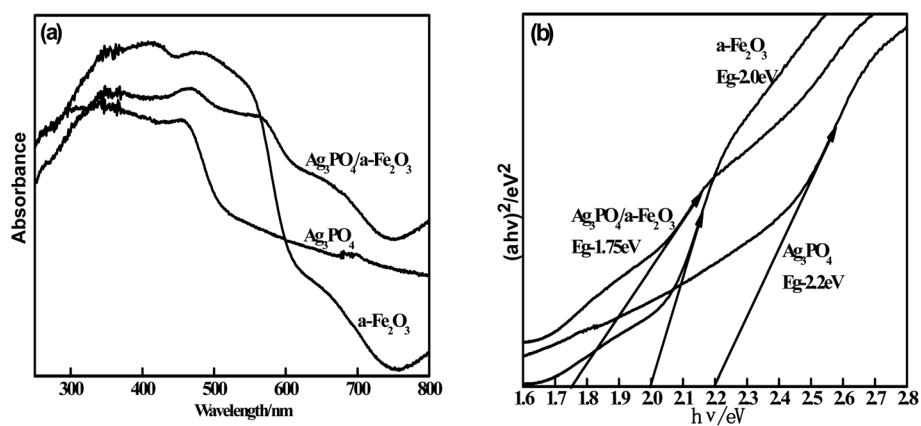 (a)
Absorbance
Ag₃PO₄/a-Fe₂O₃
Ag₃PO₄
a-Fe₂O₃
300 400 500 600 700 800
Wavelength/nm
(b)
(ahν)²/eV²
a-Fe₂O₃
Eg-2.0eV
Ag₃PO₄/a-Fe₂O₃
Eg-1.75eV
Ag₃PO₄
Eg-2.2eV
1.6 1.7 1.8 1.9 2.0 2.1 2.2 2.3 2.4 2.5 2.6 2.7 2.8
hν/eV